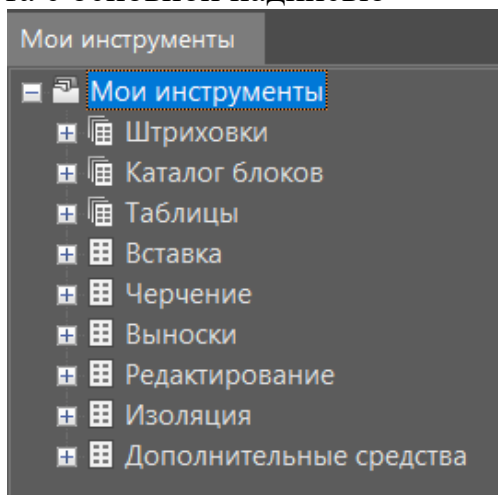 Мои инструменты
Мои инструменты
Штриховки
Каталог блоков
Таблицы
Вставка
Черчение
Выноски
Редактирование
Изоляция
Дополнительные средства